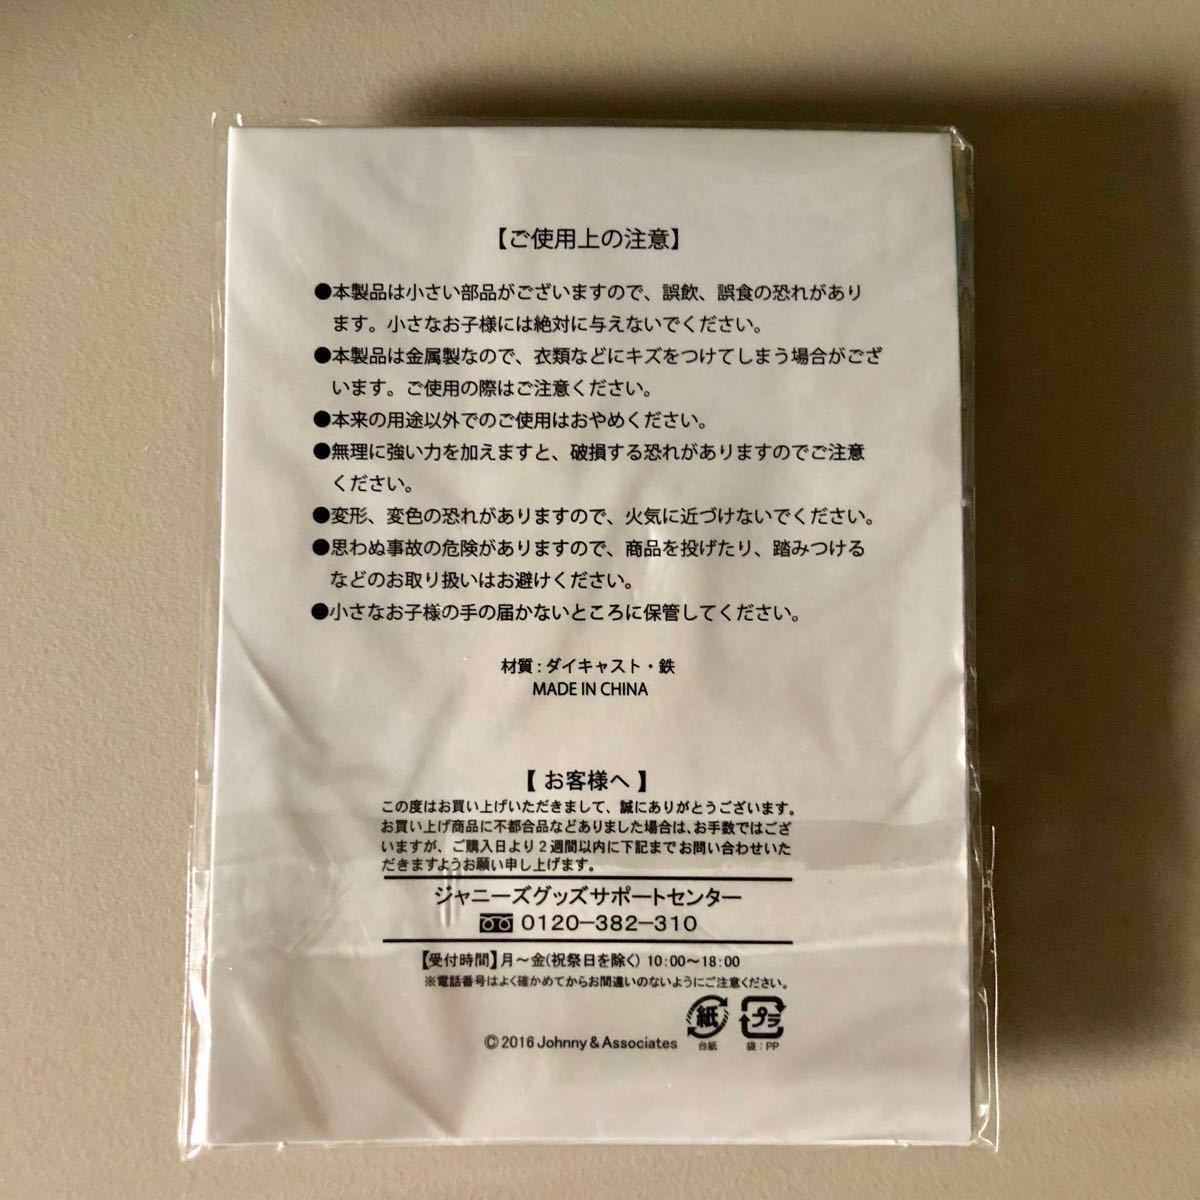 【ご使用上の注意】
●本製品は小さい部品がございますので、誤飲、誤食の恐れがあり
ます。小さなお子様には絶対に与えないでください。
●本製品は金属製なので、衣類などにキズをつけてしまう場合がござ
います。ご使用の際はご注意ください。
●本来の用途以外でのご使用はおやめください。
●無理に強い力を加えますと、破損する恐れがありますのでご注意
ください。
●変形、変色の恐れがありますので、火気に近づけないでください。
●思わぬ事故の危険がありますので、商品を投げたり、踏みつける
などのお取り扱いはお避けください。
●小さなお子様の手の届かないところに保管してください。
材質:ダイキャスト・鉄
MADE IN CHINA
【 お客様へ 】
この度はお買い上げいただきまして、誠にありがとうございます。
お買い上げ商品に不都合品などありました場合は、お手数ではござ
いますが、ご購入日より2週間以内に下記までお問い合わせいた
だきますようお願い申し上げます。
ジャニーズグッズサポートセンター
0120-382-310
【受付時間】月～金(祝祭日を除く) 10:00～18:00
※電話番号はよく確かめてからお間違いのないようにご注意ください。
紙 プラ
台紙 袋:PP
©2016 Johnny & Associates